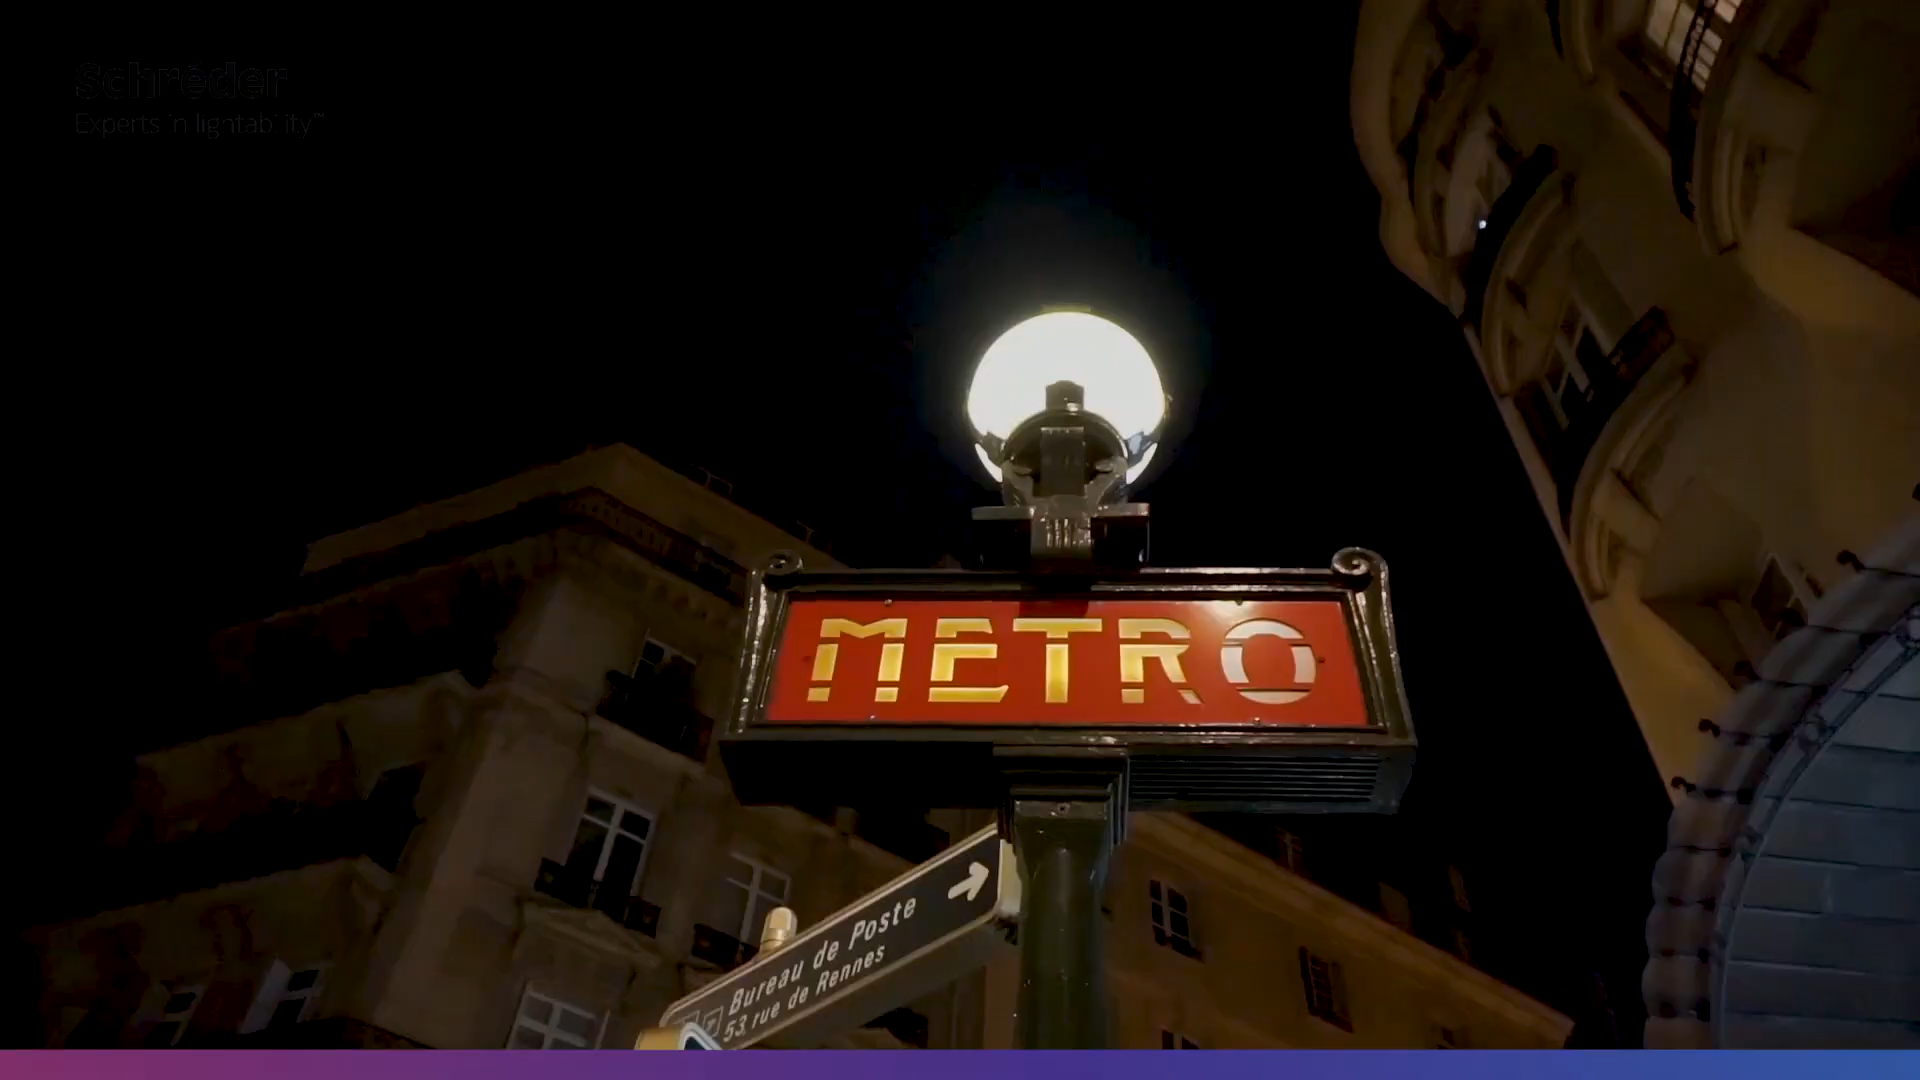 Schréder
Experts in lightability™
METRO
Bureau de Poste
53, rue de Rennes